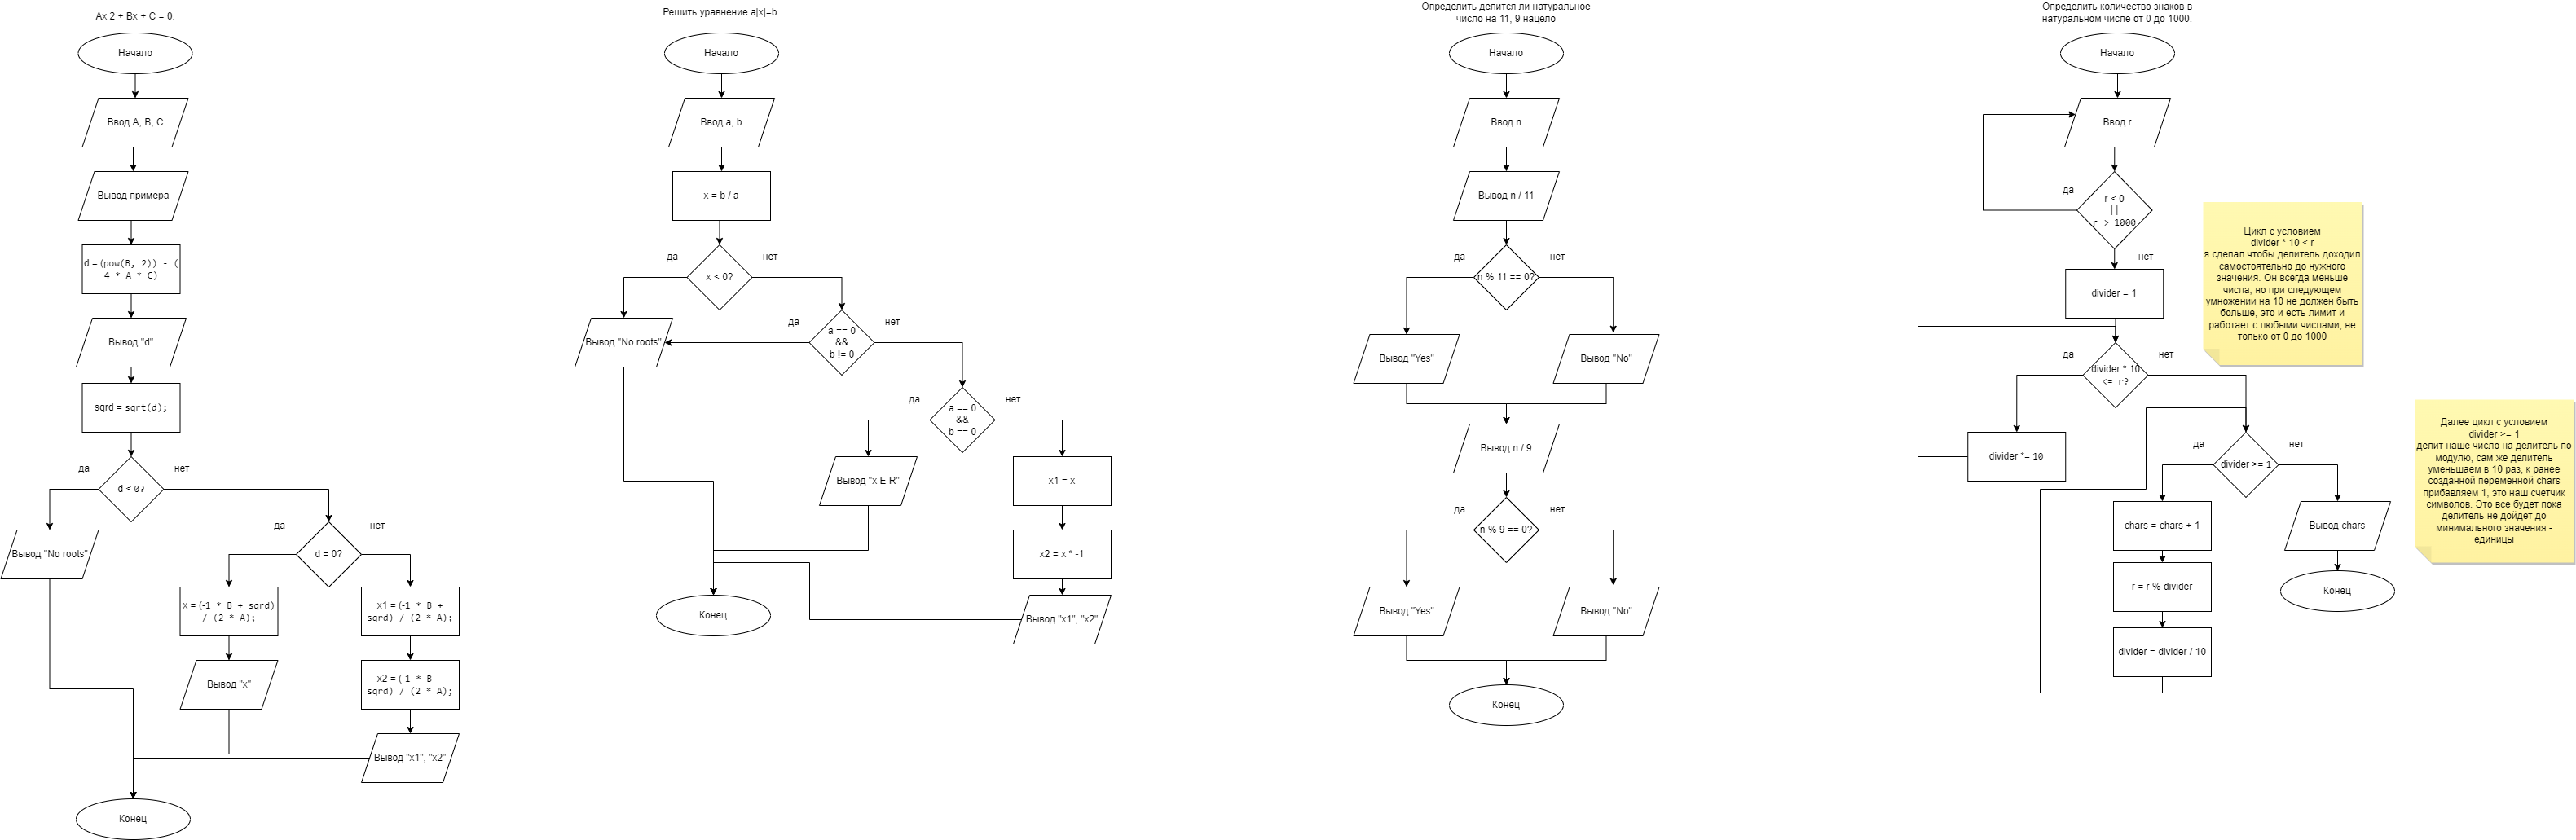 Ax 2 + Bx + C = 0.
Начало
Ввод A, B, C
Вывод примера
d = (pow(B, 2)) - (
4 * A * C)
Вывод "d"
sqrd = sqrt(d);
да
нет
d < 0?
Вывод "No roots"
да
нет
d = 0?
x = (-1 * B + sqrd)
/ (2 * A);
x1 = (-1 * B +
sqrd) / (2 * A);
Вывод "x"
x2 = (-1 * B -
sqrd) / (2 * A);
Вывод "x1", "x2"
Конец
Решить уравнение a|x|=b.
Начало
Ввод a, b
x = b / a
да
нет
x < 0?
Вывод "No roots"
да
нет
a == 0
&&
b != 0
да
нет
a == 0
&&
b == 0
Вывод "x E R"
x1 = x
x2 = x * -1
Вывод "x1", "x2"
Конец
Определить делится ли натуральное
число на 11, 9 нацело
Начало
Ввод n
Вывод n / 11
да
нет
n % 11 == 0?
Вывод "Yes"
Вывод "No"
Вывод n / 9
да
нет
n % 9 == 0?
Вывод "Yes"
Вывод "No"
Конец
Определить количество знаков в
натуральном числе от 0 до 1000.
Начало
Ввод r
да
r < 0
||
r > 1000
нет
divider = 1
да
нет
divider * 10
<= r?
divider *= 10
да
нет
divider >= 1
chars = chars + 1
Вывод chars
r = r % divider
Конец
divider = divider / 10
Цикл с условием
divider * 10 < r
я сделал чтобы делитель доходил
самостоятельно до нужного
значения. Он всегда меньше
числа, но при следующем
умножении на 10 не должен быть
больше, это и есть лимит и
работает с любыми числами, не
только от 0 до 1000
Далее цикл с условием
divider >= 1
делит наше число на делитель по
модулю, сам же делитель
уменьшаем в 10 раз, к ранее
созданной переменной chars
прибавляем 1, это наш счетчик
символов. Это все будет пока
делитель не дойдет до
минимального значения -
единицы